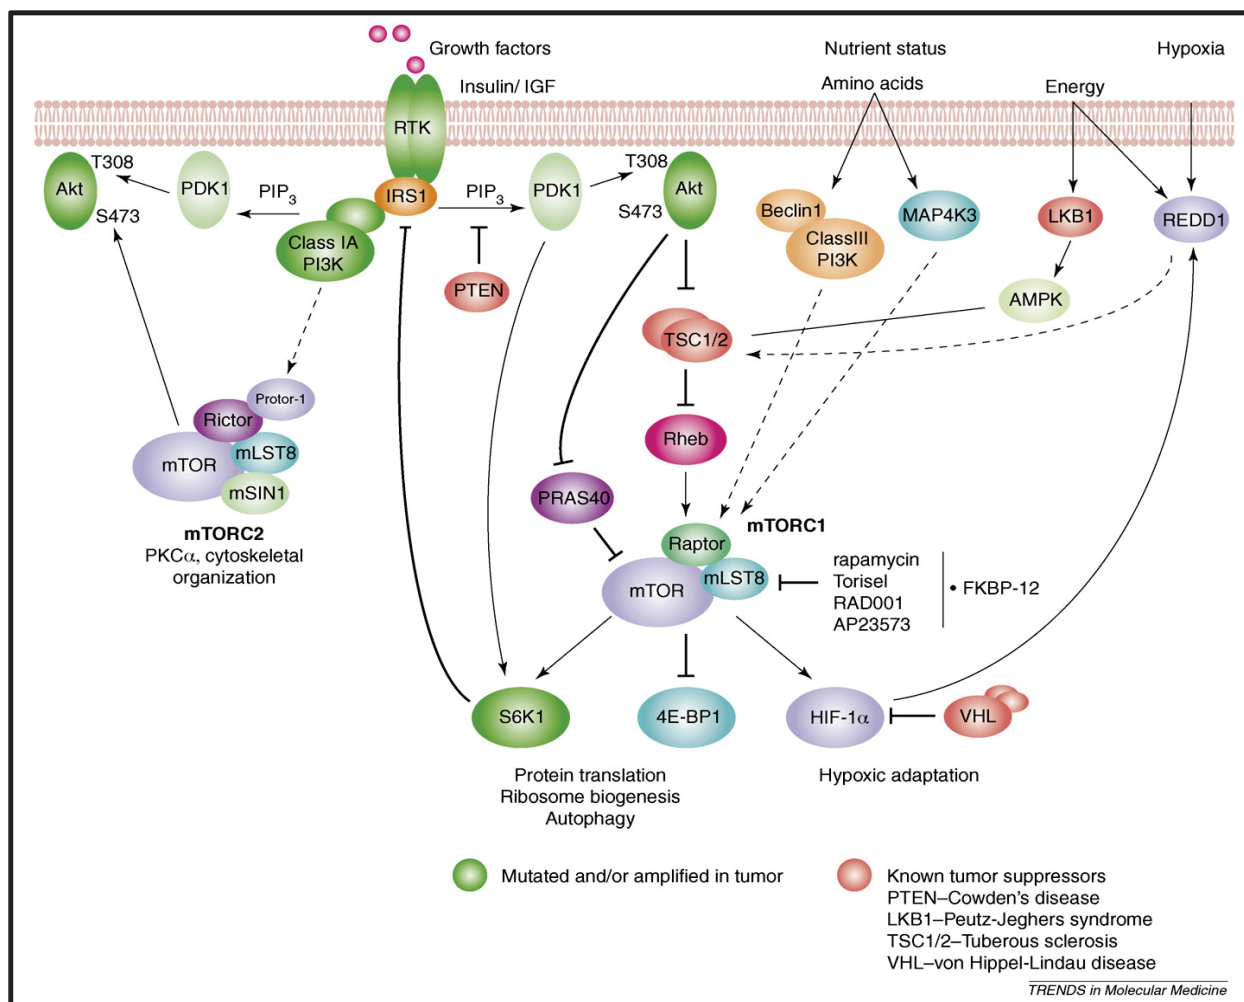 Growth factors
Insulin/ IGF
Nutrient status
Amino acids
Energy
Hypoxia
RTK
T308
Akt
S473
PDK1
PIP3
IRS1
PIP3
PDK1
T308
Akt
S473
Class IA
PI3K
PTEN
Beclin1
ClassIII
PI3K
MAP4K3
LKB1
REDD1
AMPK
TSC1/2
Rheb
Protor-1
Rictor
mTOR
mLST8
mSIN1
mTORC2
PKCα, cytoskeletal
organization
PRAS40
mTORC1
Raptor
mTOR
mLST8
rapamycin
Torisel
RAD001
AP23573
• FKBP-12
S6K1
4E-BP1
HIF-1α
VHL
Protein translation
Ribosome biogenesis
Autophagy
Hypoxic adaptation
Mutated and/or amplified in tumor
Known tumor suppressors
PTEN–Cowden's disease
LKB1–Peutz-Jeghers syndrome
TSC1/2–Tuberous sclerosis
VHL–von Hippel-Lindau disease
TRENDS in Molecular Medicine